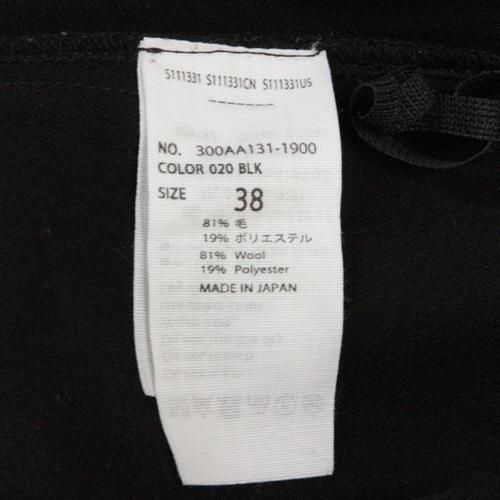 S111331 S111331CN S111331US
NO. 300AA131-1900
COLOR 020 BLK
SIZE 38
81% 毛
19% ポリエステル
81% Wool
19% Polyester
MADE IN JAPAN